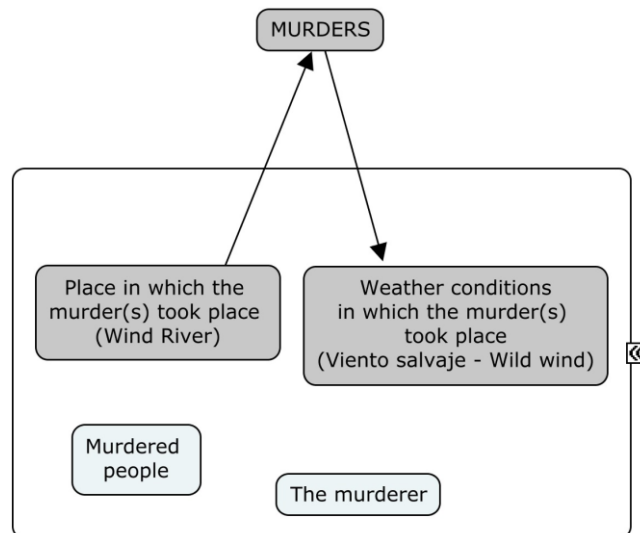 MURDERS
Place in which the
murder(s) took place
(Wind River)
Weather conditions
in which the murder(s)
took place
(Viento salvaje - Wild wind)
Murdered
people
The murderer